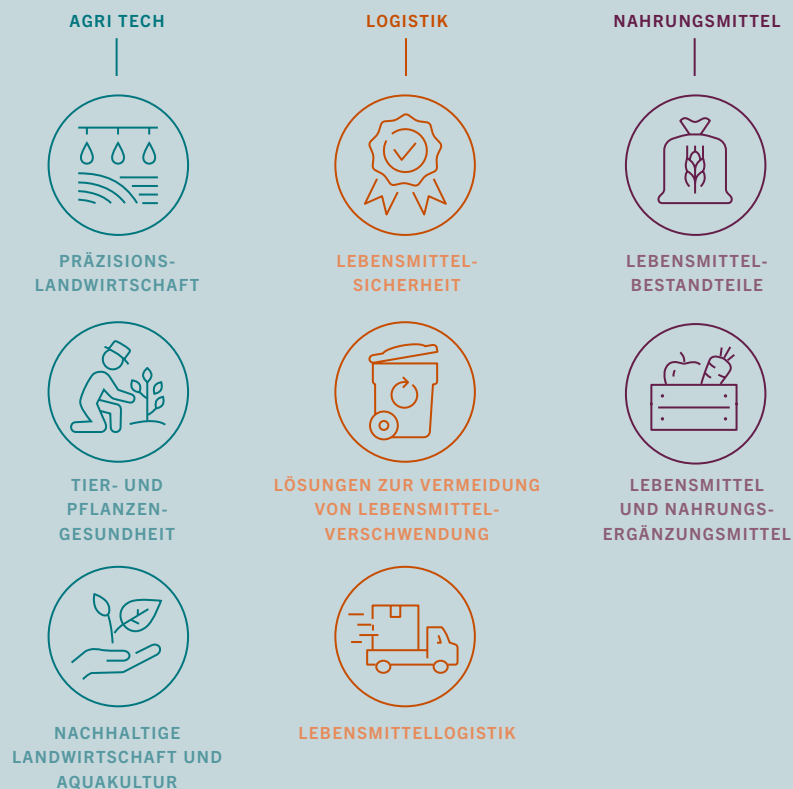 AGRI TECH
PRÄZISIONS-
LANDWIRTSCHAFT
TIER- UND
PFLANZEN-
GESUNDHEIT
NACHHALTIGE
LANDWIRTSCHAFT UND
AQUAKULTUR
LOGISTIK
LEBENSMITTEL-
SICHERHEIT
LÖSUNGEN ZUR VERMEIDUNG
VON LEBENSMITTEL-
VERSCHWENDUNG
LEBENSMITTELLOGISTIK
NAHRUNGSMITTEL
LEBENSMITTEL-
BESTANDTEILE
LEBENSMITTEL
UND NAHRUNGS-
ERGÄNZUNGSMITTEL